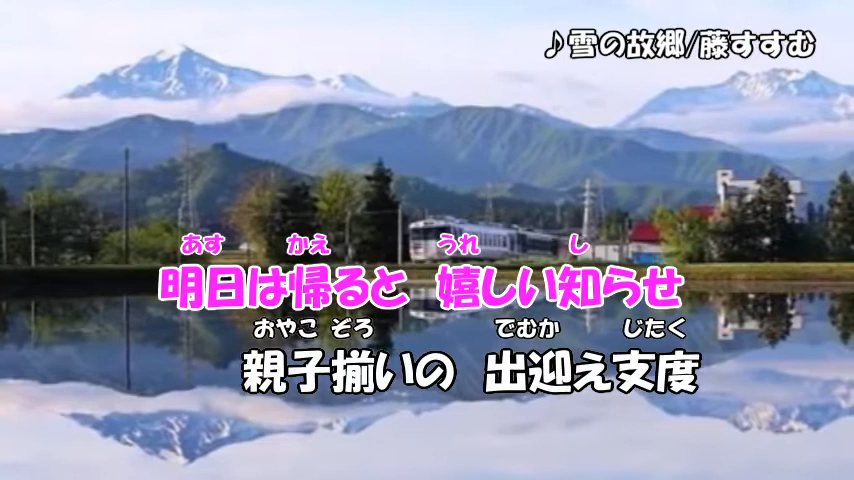 ♪雪の故郷/藤すすむ
あす かえ うれ し
明日は帰ると 嬉しい知らせ
おやこ ぞろ でむか じたく
親子揃いの 出迎え支度